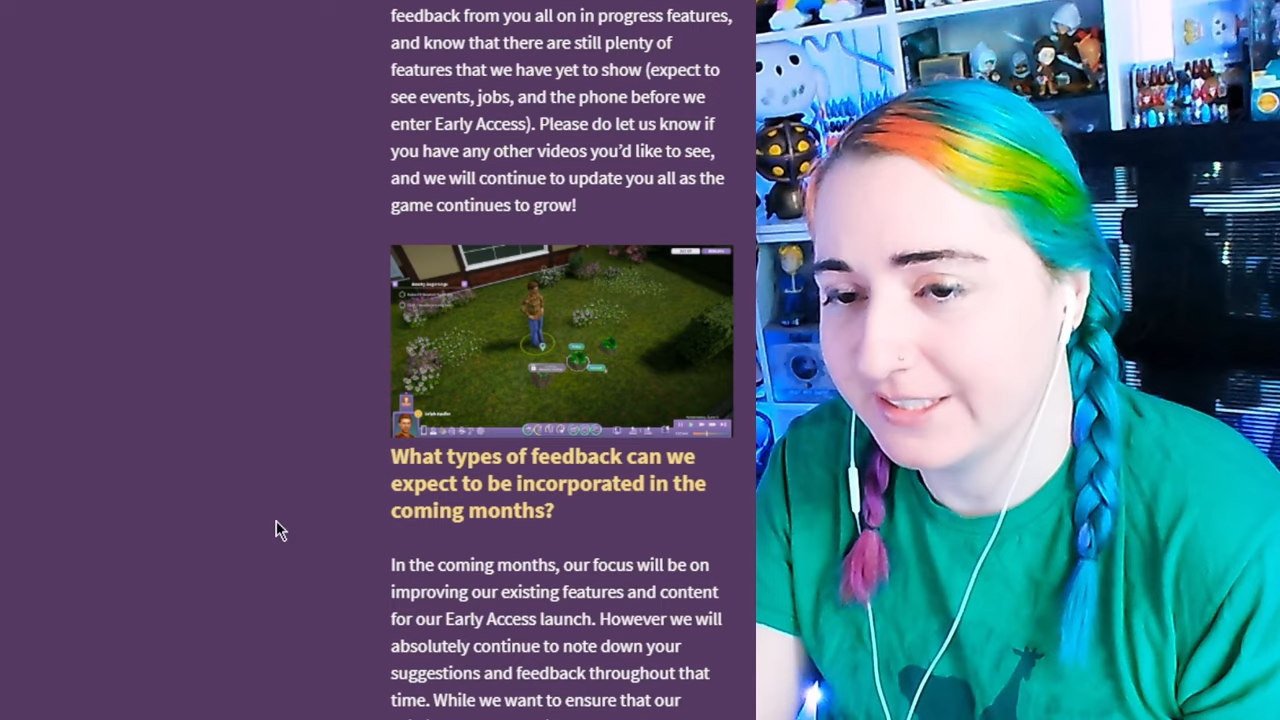 feedback from you all on in progress features,
and know that there are still plenty of
features that we have yet to show (expect to
see events, jobs, and the phone before we
enter Early Access). Please do let us know if
you have any other videos you’d like to see,
and we will continue to update you all as the
game continues to grow!
What types of feedback can we
expect to be incorporated in the
coming months?
In the coming months, our focus will be on
improving our existing features and content
for our Early Access launch. However we will
absolutely continue to note down your
suggestions and feedback throughout that
time. While we want to ensure that our